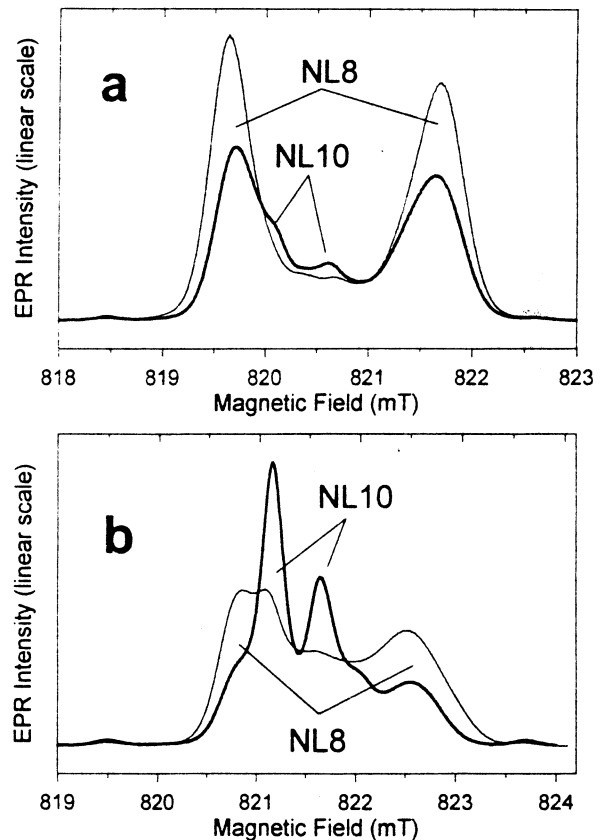 a
NL8
NL10
EPR Intensity (linear scale)
818 819 820 821 822 823
Magnetic Field (mT)
b
NL10
NL8
EPR Intensity (linear scale)
819 820 821 822 823 824
Magnetic Field (mT)